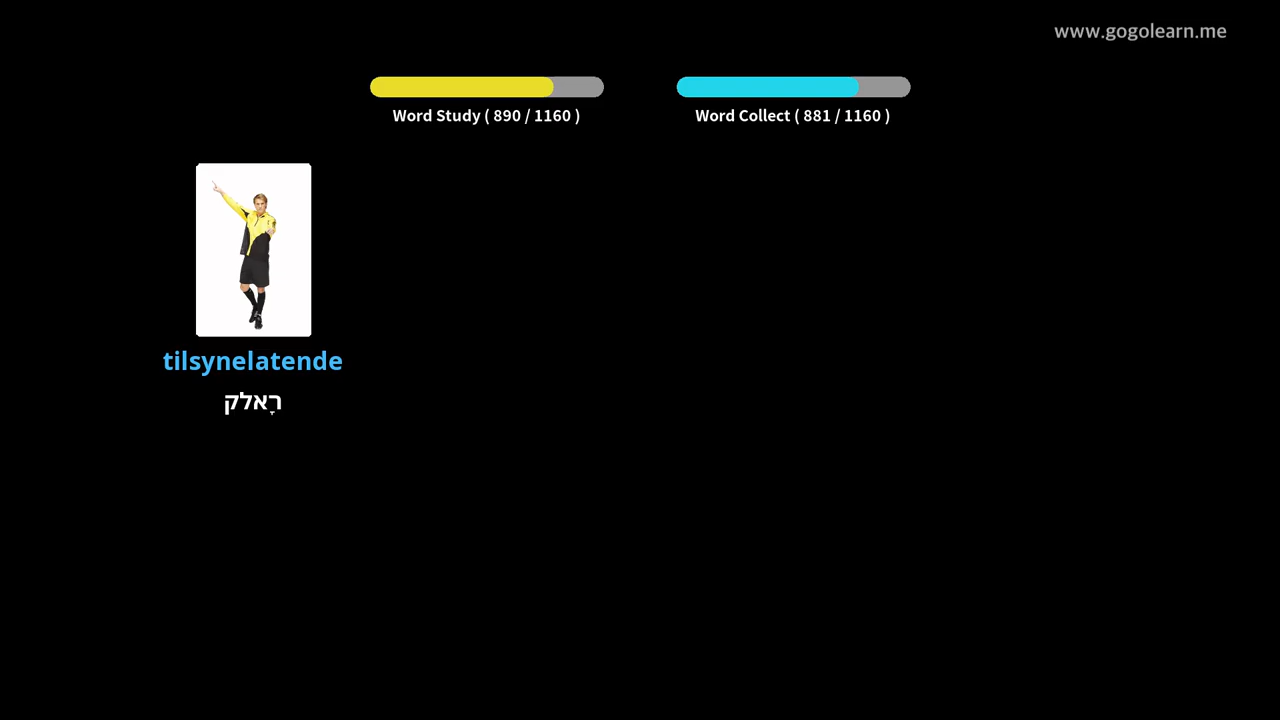 www.gogolearn.me
Word Study ( 890 / 1160 )
Word Collect ( 881 / 1160 )
tilsynelatende
רָאלק